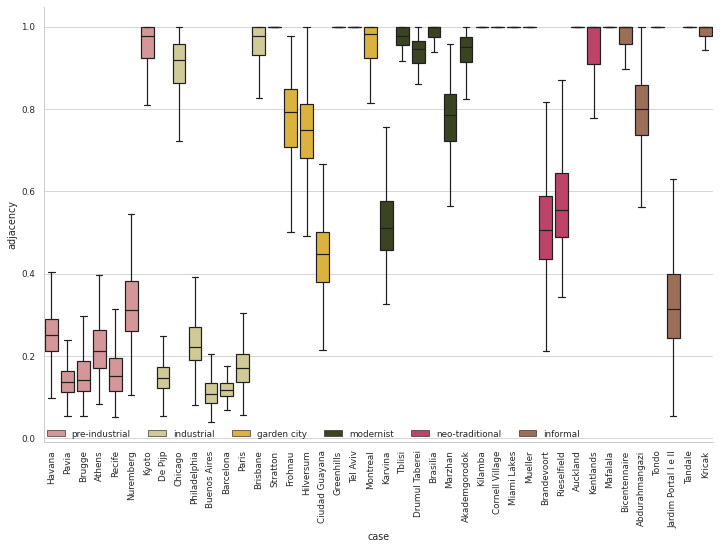 1.0
0.8
0.6
0.4
0.2
0.0
adjacency
pre-industrial industrial garden city modernist neo-traditional informal
Havana
Pavia
Brugge
Athens
Recife
Nuremberg
Kyoto
De Pijp
Chicago
Philadelphia
Buenos Aires
Barcelona
Paris
Brisbane
Stratton
Frohnau
Hilversum
Ciudad Guayana
Greenhills
Tel Aviv
Montreal
Karvina
Tblisi
Drumul Taberei
Brasilia
Marzhan
Akademgorodok
Kilamba
Cornell Village
Miami Lakes
Mueller
Brandevoort
Rieselfield
Auckland
Kentlands
Mafalala
Bicentennaire
Abdurahmangazi
Tondo
Jardim Portal I e II
Tandale
Kricak
case